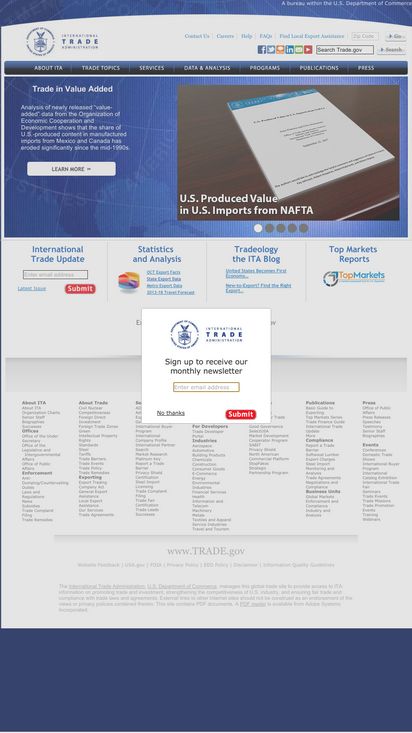 A bureau within the U.S. Department of Commerce
INTERNATIONAL
TRADE
ADMINISTRATION
Contact Us | Careers | Help | FAQs | Find Local Export Assistance
Zip Code
Go
Search Trade.gov
Search
ABOUT ITA
TRADE TOPICS
SERVICES
DATA & ANALYSIS
PROGRAMS
PUBLICATIONS
PRESS
Trade in Value Added
Analysis of newly released "value-
added" data from the Organization of
Economic Cooperation and
Development shows that the share of
U.S.-produced content in manufactured
imports from Mexico and Canada has
eroded significantly since the mid-1990s.
LEARN MORE »
U.S. Produced Value
in U.S. Imports from NAFTA
International
Trade Update
Enter email address
Latest Issue
Submit
Statistics
and Analysis
OCT Export Facts
State Export Data
Metro Export Data
2013-18 Travel Forecast
Tradeology
the ITA Blog
United States Becomes First
Econom...
New-to-Export? Find the Right
Export...
Top Markets
Reports
TopMarkets
INTERNATIONAL
TRADE
ADMINISTRATION
Sign up to receive our
monthly newsletter
Enter email address
No thanks
Submit
About ITA
About ITA
Organization Charts
Senior Staff
Biographies
Successes
Offices
Office of the Under
Secretary
Office of the
Legislation and
Intergovernmental
Affairs
Office of Public
Affairs
Enforcement
Anti-
Dumping/Countervailing
Duties
Laws and
Regulations
News
Subsidies
Trade Complaint
Filing
Trade Remedies
About Trade
Civil Nuclear
Competitiveness
Foreign Direct
Investment
Foreign Trade Zones
Green
Intellectual Property
Rights
Standards
Steel
Tariffs
Trade Barriers
Trade Events
Trade Policy
Trade Remedies
Exporting
Export Training
Company Ad
General Export
Assistance
Local Export
Assistance
Our Services
Trade Agreements
International Buyer
Program
International
Company Profile
International Partner
Search
Market Research
Platinum Key
Report a Trade
Barrier
Privacy Shield
Certification
Steel Import
Licensing
Trade Complaint
Filing
Trade Fair
Certification
Trade Leads
Successes
For Developers
Trade Developer
Portal
Industries
Aerospace
Automotive
Building Products
Chemicals
Construction
Consumer Goods
E-Commerce
Energy
Environmental
Industries
Financial Services
Health
Information and
Telecom
Machinery
Metals
Textiles and Apparel
Service Industries
Travel and Tourism
Good Governance
SelectUSA
Market Development
Cooperator Program
SABIT
Privacy Shield
North American
Commercial Platform
StopFakes
Strategic
Partnership Program
Publications
Basic Guide to
Exporting
Top Markets Series
Trade Finance Guide
International Trade
Update
More
Compliance
Report a Trade
Barrier
Softwood Lumber
Export Charges
Steel Import
Monitoring and
Analysis
Trade Agreements
Negotiations and
Compliance
Business Units
Global Markets
Enforcement and
Compliance
Industry and
Analysis
Press
Office of Public
Affairs
Press Releases
Speeches
Testimony
Senior Staff
Biographies
Events
Conferences
Domestic Trade
Shows
International Buyer
Program
International
Catalog Exhibition
International Trade
Fair
Seminars
Trade Events
Trade Missions
Trade Promotion
Events
Training
Webinars
www.TRADE.gov
Website Feedback | USA.gov | FOIA | Privacy Policy | EEO Policy | Disclaimer | Information Quality Guidelines
The International Trade Administration, U.S. Department of Commerce, manages this global trade site to provide access to ITA
information on promoting trade and investment, strengthening the competitiveness of U.S. industry, and ensuring fair trade and
compliance with trade laws and agreements. External links to other internet sites should not be construed as an endorsement of the
views or privacy policies contained therein. This site contains PDF documents. A PDF reader is available from Adobe Systems
Incorporated.